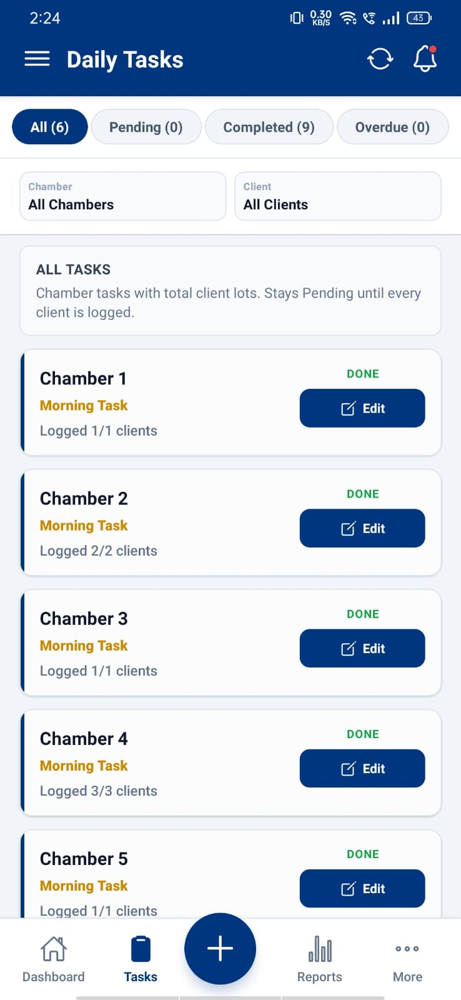 2:24
0.30
KB/S
43
Daily Tasks
All (6)
Pending (0)
Completed (9)
Overdue (0)
Chamber
All Chambers
Client
All Clients
ALL TASKS
Chamber tasks with total client lots. Stays Pending until every
client is logged.
Chamber 1
Morning Task
Logged 1/1 clients
DONE
Edit
Chamber 2
Morning Task
Logged 2/2 clients
DONE
Edit
Chamber 3
Morning Task
Logged 1/1 clients
DONE
Edit
Chamber 4
Morning Task
Logged 3/3 clients
DONE
Edit
Chamber 5
Morning Task
Logged 1/1 clients
DONE
Edit
Dashboard
Tasks
Reports
More